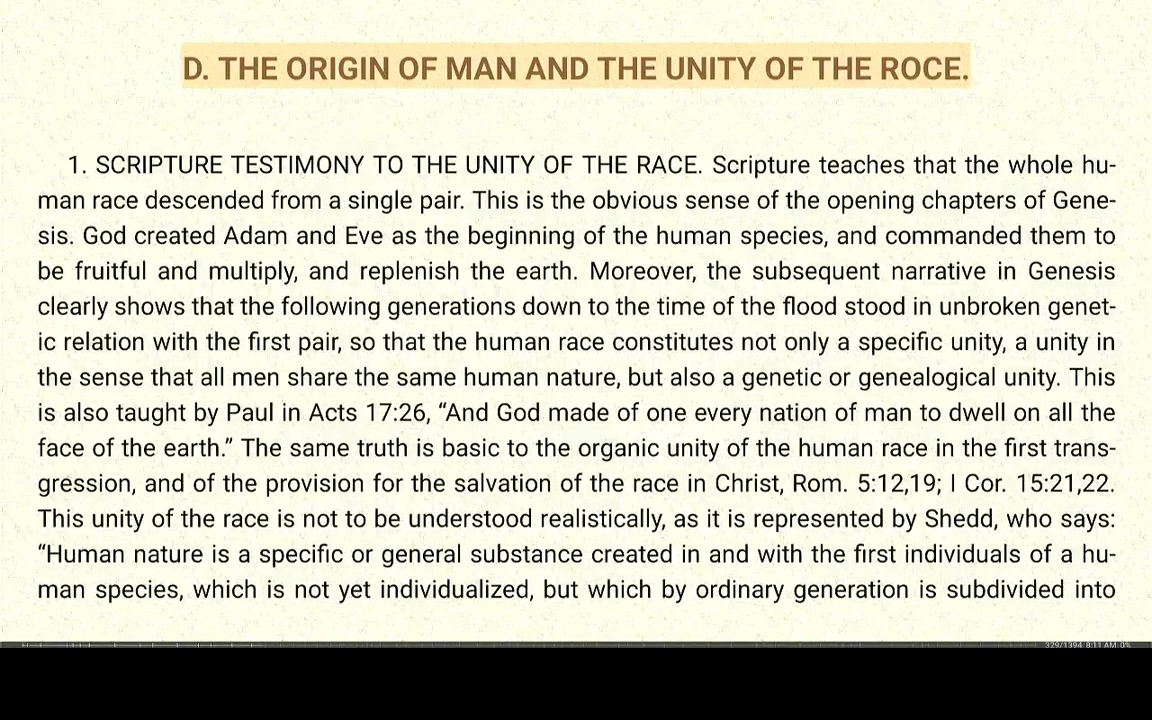 D. THE ORIGIN OF MAN AND THE UNITY OF THE ROCE.
1. SCRIPTURE TESTIMONY TO THE UNITY OF THE RACE. Scripture teaches that the whole hu-
man race descended from a single pair. This is the obvious sense of the opening chapters of Gene-
sis. God created Adam and Eve as the beginning of the human species, and commanded them to
be fruitful and multiply, and replenish the earth. Moreover, the subsequent narrative in Genesis
clearly shows that the following generations down to the time of the flood stood in unbroken genet-
ic relation with the first pair, so that the human race constitutes not only a specific unity, a unity in
the sense that all men share the same human nature, but also a genetic or genealogical unity. This
is also taught by Paul in Acts 17:26, “And God made of one every nation of man to dwell on all the
face of the earth.” The same truth is basic to the organic unity of the human race in the first trans-
gression, and of the provision for the salvation of the race in Christ, Rom. 5:12,19; I Cor. 15:21,22.
This unity of the race is not to be understood realistically, as it is represented by Shedd, who says:
“Human nature is a specific or general substance created in and with the first individuals of a hu-
man species, which is not yet individualized, but which by ordinary generation is subdivided into
329/1394 8:11 AM 0%